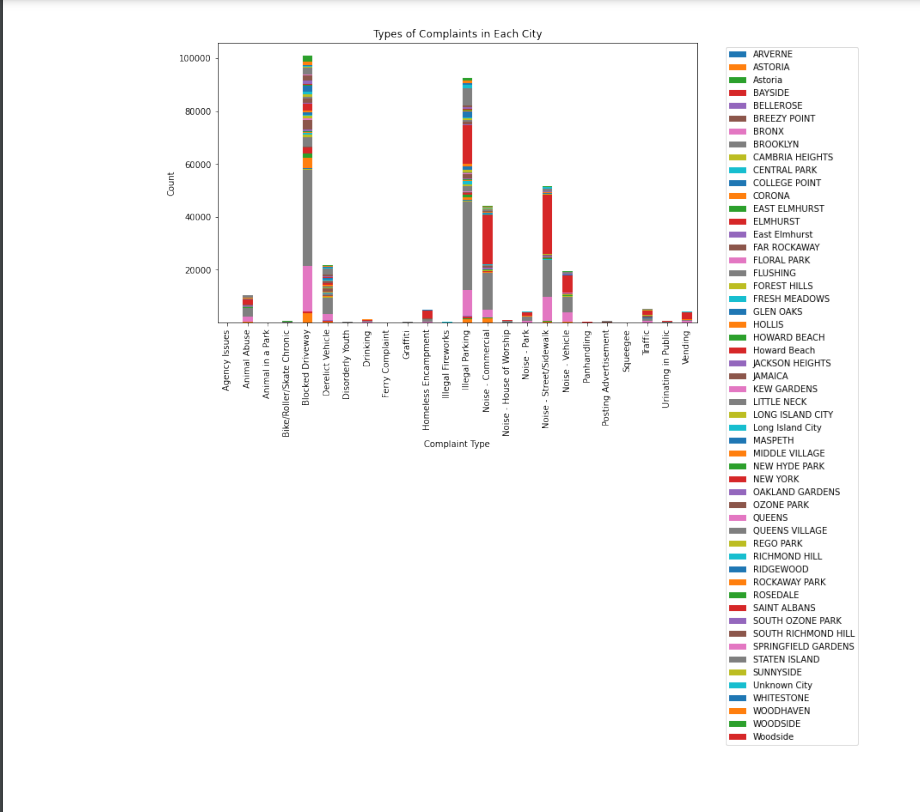 Types of Complaints in Each City
100000
80000
60000
40000
20000
Count
Agency Issues
Animal Abuse
Animal in a Park
Bike/Roller/Skate Chronic
Blocked Driveway
Derelict Vehicle
Disorderly Youth
Drinking
Ferry Complaint
Graffiti
Homeless Encampment
Illegal Fireworks
Illegal Parking
Noise - Commercial
Noise - House of Worship
Noise - Park
Noise - Street/Sidewalk
Noise - Vehicle
Panhandling
Posting Advertisement
Squeegee
Traffic
Urinating in Public
Vending
Complaint Type
ARVERNE
ASTORIA
Astoria
BAYSIDE
BELLEROSE
BREEZY POINT
BRONX
BROOKLYN
CAMBRIA HEIGHTS
CENTRAL PARK
COLLEGE POINT
CORONA
EAST ELMHURST
ELMHURST
East Elmhurst
FAR ROCKAWAY
FLORAL PARK
FLUSHING
FOREST HILLS
FRESH MEADOWS
GLEN OAKS
HOLLIS
HOWARD BEACH
Howard Beach
JACKSON HEIGHTS
JAMAICA
KEW GARDENS
LITTLE NECK
LONG ISLAND CITY
Long Island City
MASPETH
MIDDLE VILLAGE
NEW HYDE PARK
NEW YORK
OAKLAND GARDENS
OZONE PARK
QUEENS
QUEENS VILLAGE
REGO PARK
RICHMOND HILL
RIDGEWOOD
ROCKAWAY PARK
ROSEDALE
SAINT ALBANS
SOUTH OZONE PARK
SOUTH RICHMOND HILL
SPRINGFIELD GARDENS
STATEN ISLAND
SUNNYSIDE
Unknown City
WHITESTONE
WOODHAVEN
WOODSIDE
Woodside